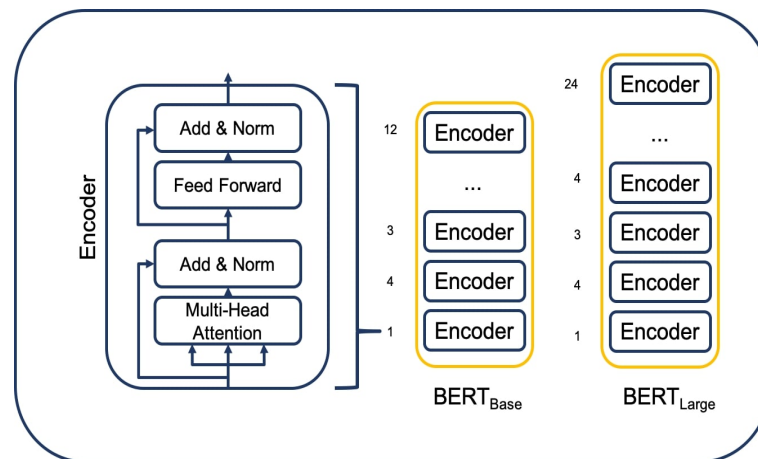 Encoder
Add & Norm
Feed Forward
Add & Norm
Multi-Head
Attention
12
Encoder
...
3
Encoder
4
Encoder
1
Encoder
BERTBase
24
Encoder
...
4
Encoder
3
Encoder
4
Encoder
1
Encoder
BERTLarge